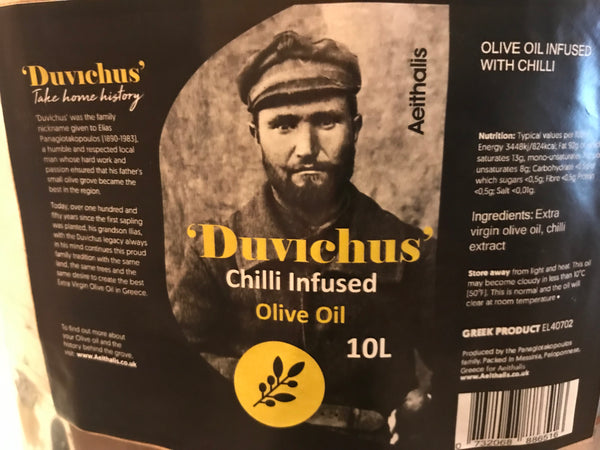 'Duvichus'
Take home history
'Duvichus' was the family
nickname given to Elias
Panagiotakopoulos (1890-1983),
a humble and respected local
man whose hard work and
passion ensured that his father's
small olive grove became the
best in the region.
Today, over one hundred and
fifty years since the first sapling
was planted, his grandson Ilias,
with the Duvichus legacy always
in his mind continues this proud
family tradition with the same
land, the same trees and the
same desire to create the best
Extra Virgin Olive Oil in Greece.
To find out more about
your Olive oil and the
history behind the grove,
visit: www.Aeithalis.co.uk
Aeithalis
'Duvichus'
Chilli Infused
Olive Oil
10L
OLIVE OIL INFUSED
WITH CHILLI
Nutrition: Typical values per
Energy 3448kj/824kcal; Fat 92g of
saturates 13g, mono-unsaturates
unsaturates 8g; Carbohydrate <0,5g of
which sugars <0,5g; Fibre <0,5g Protein
<0,5g; Salt <0,01g.
Ingredients: Extra
virgin olive oil, chilli
extract
Store away from light and heat. This oil
may become cloudy in less than 10°C
[50°F]. This is normal and the oil will
clear at room temperature
GREEK PRODUCT EL40702
Produced by the Panagiotakopoulos
family. Packed in Messinia, Peloponnese,
Greece for Aeithalis
www.Aeithalis.co.uk
0 732068 886516